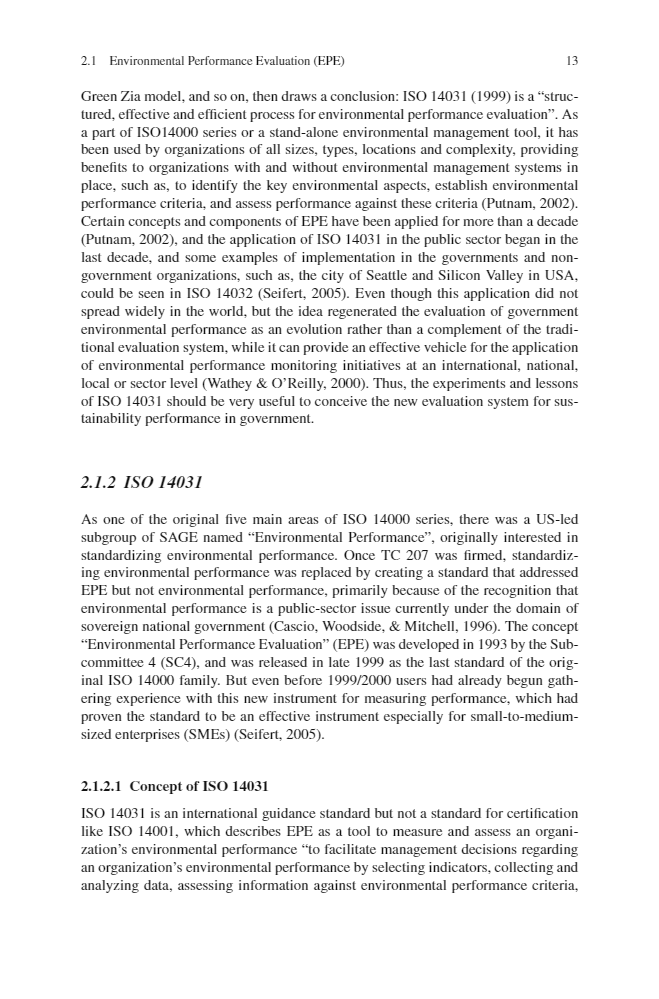 2.1 Environmental Performance Evaluation (EPE) 13
Green Zia model, and so on, then draws a conclusion: ISO 14031 (1999) is a “struc-
tured, effective and efficient process for environmental performance evaluation”. As
a part of ISO14000 series or a stand-alone environmental management tool, it has
been used by organizations of all sizes, types, locations and complexity, providing
benefits to organizations with and without environmental management systems in
place, such as, to identify the key environmental aspects, establish environmental
performance criteria, and assess performance against these criteria (Putnam, 2002).
Certain concepts and components of EPE have been applied for more than a decade
(Putnam, 2002), and the application of ISO 14031 in the public sector began in the
last decade, and some examples of implementation in the governments and non-
government organizations, such as, the city of Seattle and Silicon Valley in USA,
could be seen in ISO 14032 (Seifert, 2005). Even though this application did not
spread widely in the world, but the idea regenerated the evaluation of government
environmental performance as an evolution rather than a complement of the tradi-
tional evaluation system, while it can provide an effective vehicle for the application
of environmental performance monitoring initiatives at an international, national,
local or sector level (Wathey & O’Reilly, 2000). Thus, the experiments and lessons
of ISO 14031 should be very useful to conceive the new evaluation system for sus-
tainability performance in government.
2.1.2 ISO 14031
As one of the original five main areas of ISO 14000 series, there was a US-led
subgroup of SAGE named “Environmental Performance”, originally interested in
standardizing environmental performance. Once TC 207 was firmed, standardiz-
ing environmental performance was replaced by creating a standard that addressed
EPE but not environmental performance, primarily because of the recognition that
environmental performance is a public-sector issue currently under the domain of
sovereign national government (Cascio, Woodside, & Mitchell, 1996). The concept
“Environmental Performance Evaluation” (EPE) was developed in 1993 by the Sub-
committee 4 (SC4), and was released in late 1999 as the last standard of the orig-
inal ISO 14000 family. But even before 1999/2000 users had already begun gath-
ering experience with this new instrument for measuring performance, which had
proven the standard to be an effective instrument especially for small-to-medium-
sized enterprises (SMEs) (Seifert, 2005).
2.1.2.1 Concept of ISO 14031
ISO 14031 is an international guidance standard but not a standard for certification
like ISO 14001, which describes EPE as a tool to measure and assess an organi-
zation’s environmental performance “to facilitate management decisions regarding
an organization’s environmental performance by selecting indicators, collecting and
analyzing data, assessing information against environmental performance criteria,